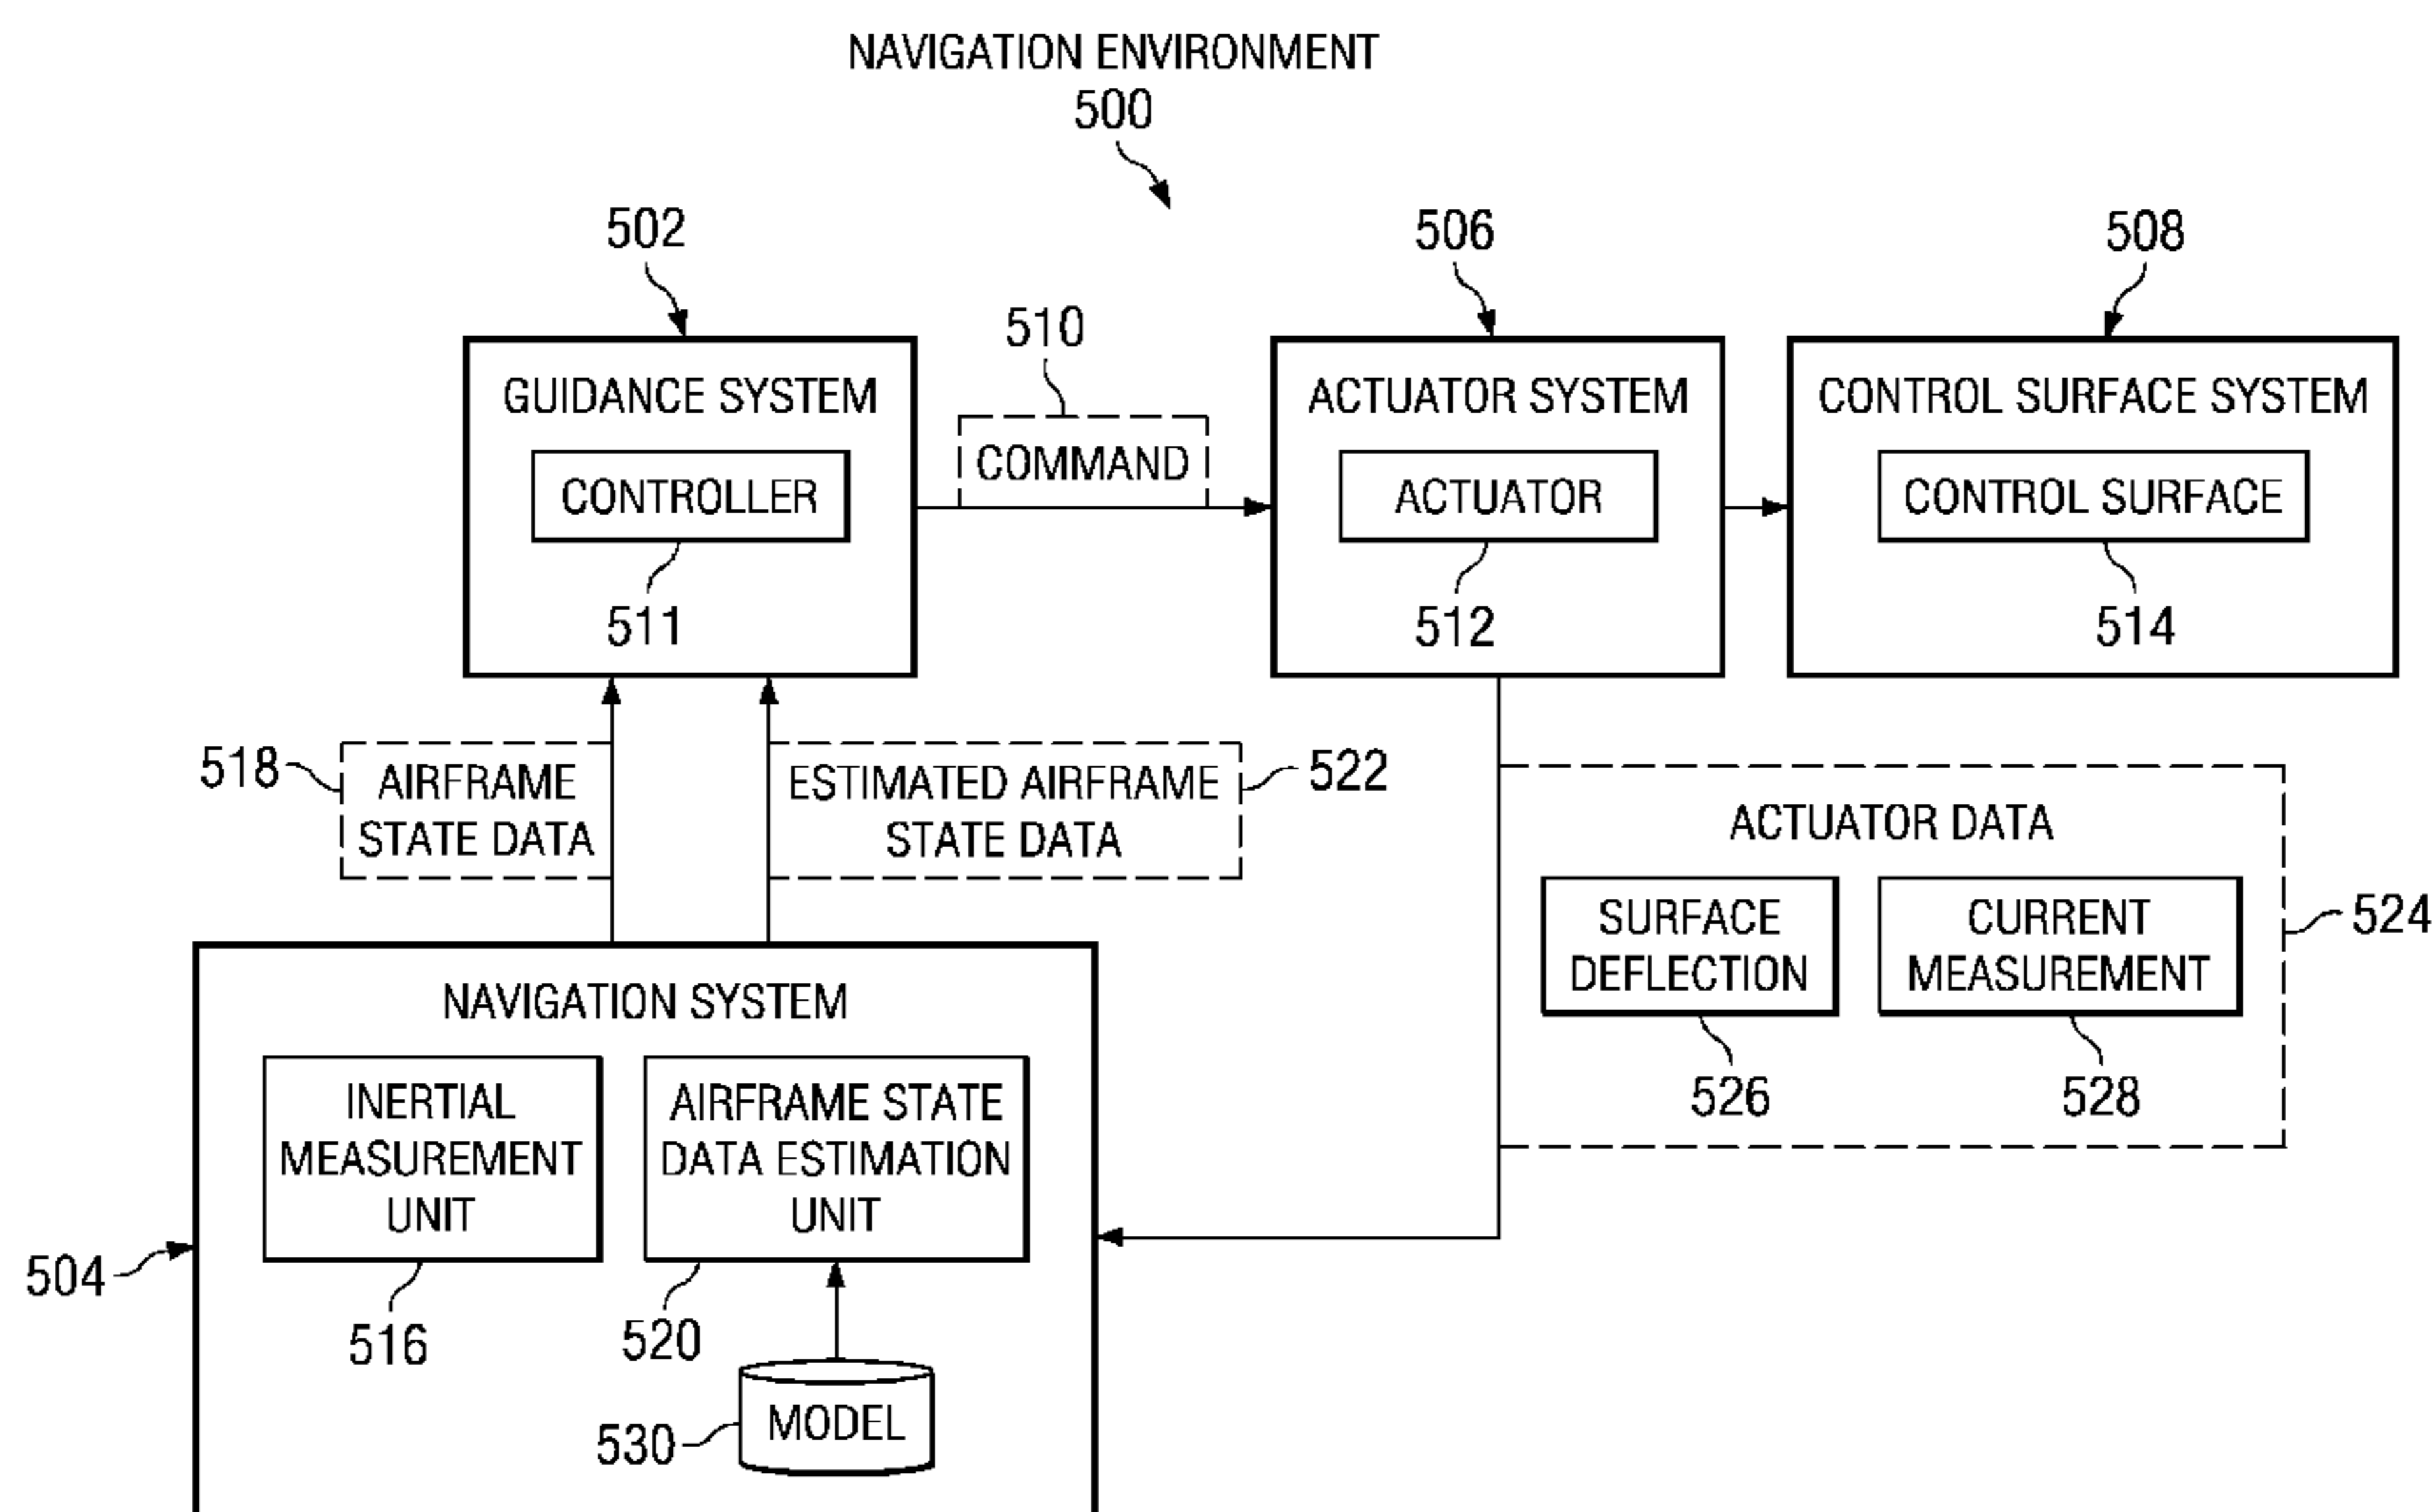 NAVIGATION ENVIRONMENT
500
502
506
508
510
GUIDANCE SYSTEM
CONTROLLER
511
COMMAND
ACTUATOR SYSTEM
ACTUATOR
512
CONTROL SURFACE SYSTEM
CONTROL SURFACE
514
518
AIRFRAME
STATE DATA
ESTIMATED AIRFRAME
STATE DATA
522
ACTUATOR DATA
SURFACE
DEFLECTION
526
CURRENT
MEASUREMENT
528
524
NAVIGATION SYSTEM
INERTIAL
MEASUREMENT
UNIT
516
AIRFRAME STATE
DATA ESTIMATION
UNIT
520
504
530
MODEL